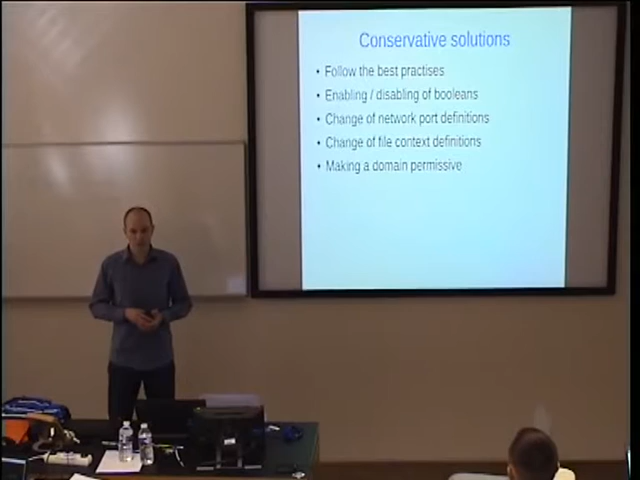 Conservative solutions
• Follow the best practises
• Enabling / disabling of booleans
• Change of network port definitions
• Change of file context definitions
• Making a domain permissive